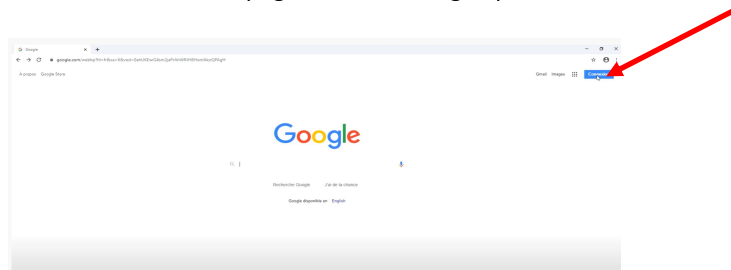 Google
google.com/
A propos Google Store
Gmail Images
Connexion
Google
Recherche Google J'ai de la chance
Google disponible en English